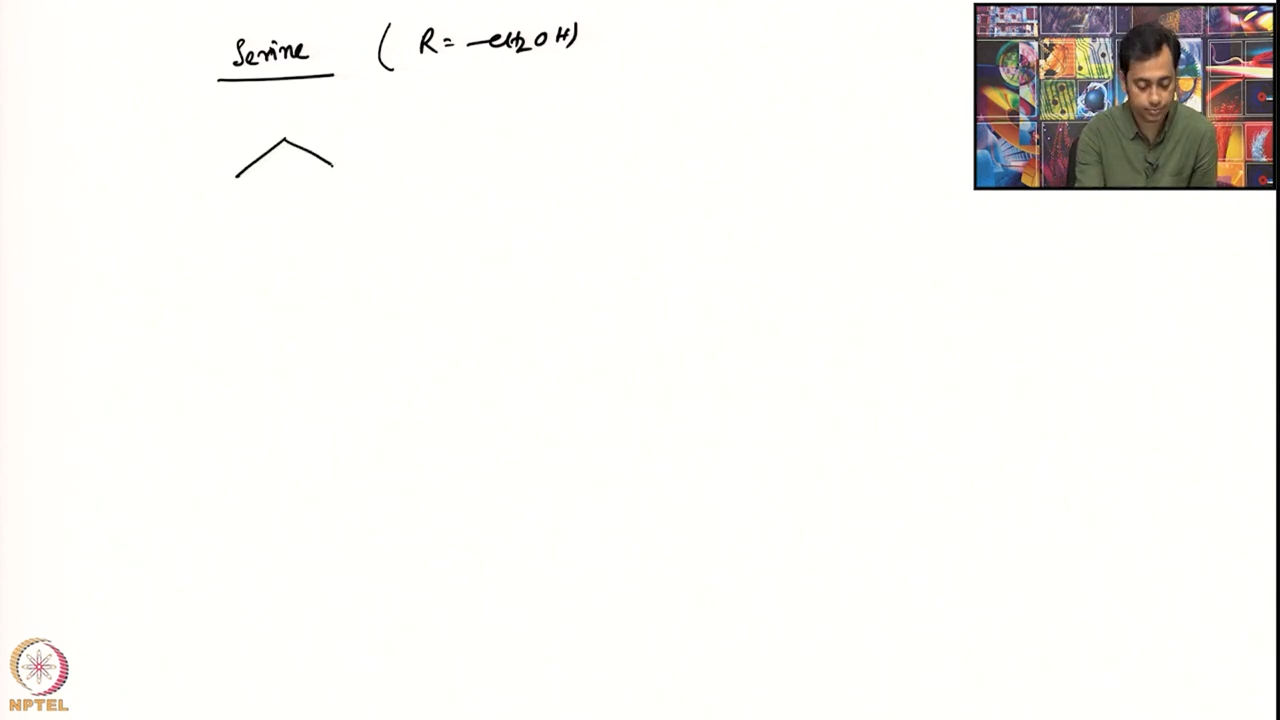 Serine ( R = -CH2OH)
NPTEL